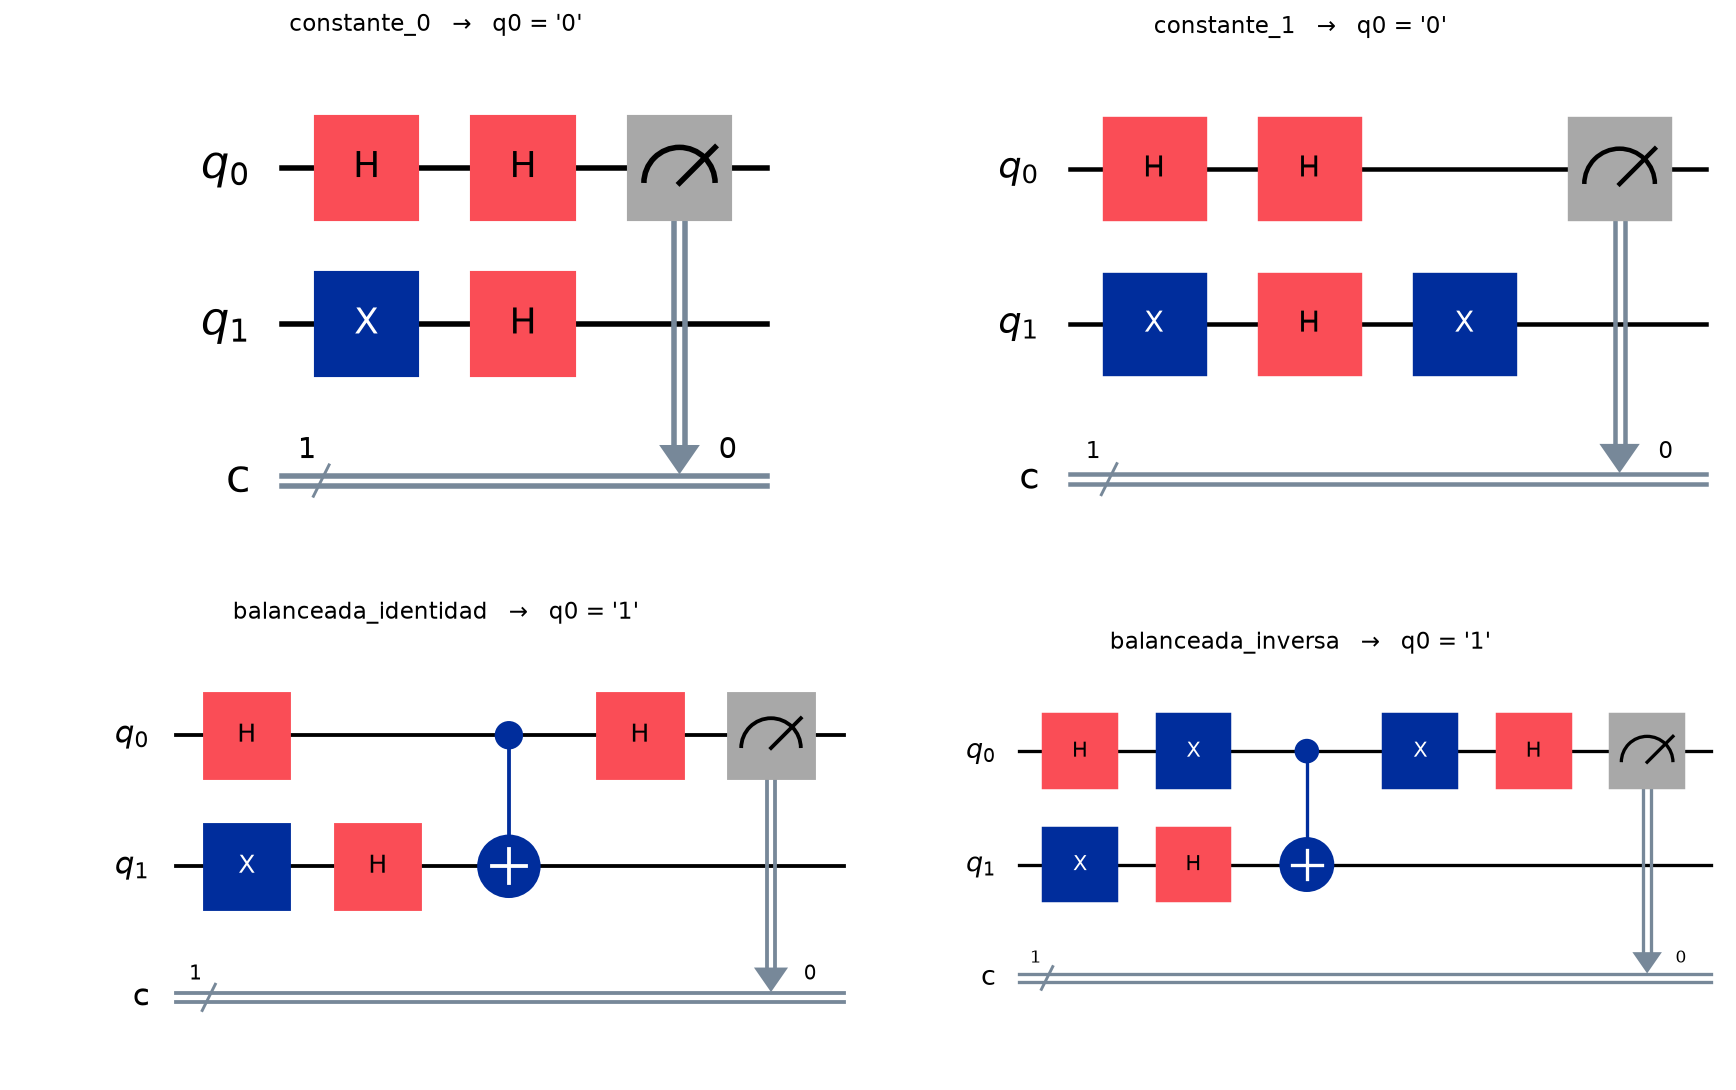 constante_0 → q0 = '0'
q0 H H
q1 X H
1 0
c
constante_1 → q0 = '0'
q0 H H
q1 X H X
1 0
c
balanceada_identidad → q0 = '1'
q0 H H
q1 X H
1 0
c
balanceada_inversa → q0 = '1'
q0 H X X H
q1 X H
1 0
c